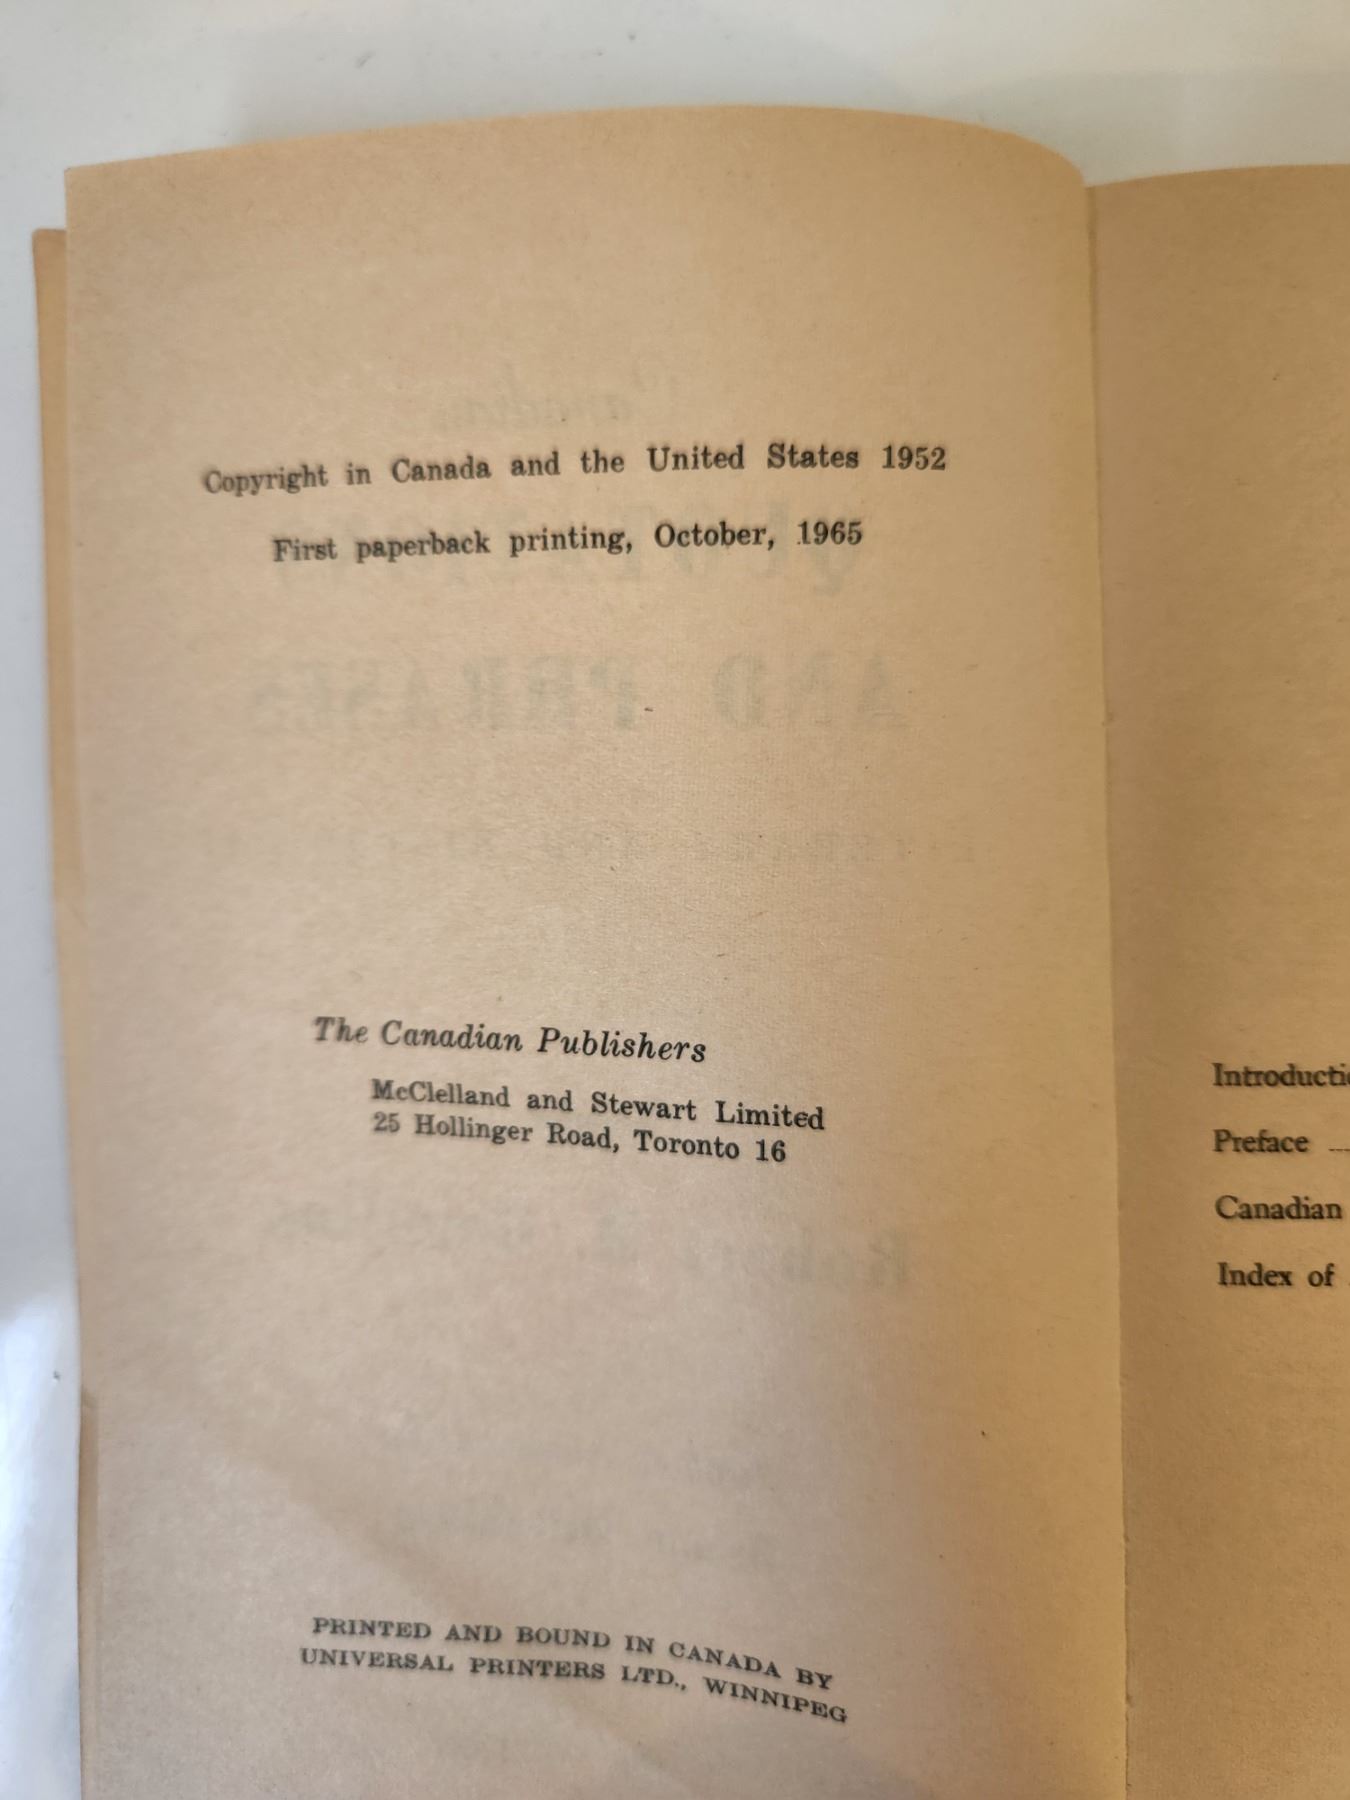 Copyright in Canada and the United States 1952
First paperback printing, October, 1965
AND PHRASES
The Canadian Publishers
McClelland and Stewart Limited
25 Hollinger Road, Toronto 16
PRINTED AND BOUND IN CANADA BY
UNIVERSAL PRINTERS LTD., WINNIPEG
Preface
Canadian
Index of